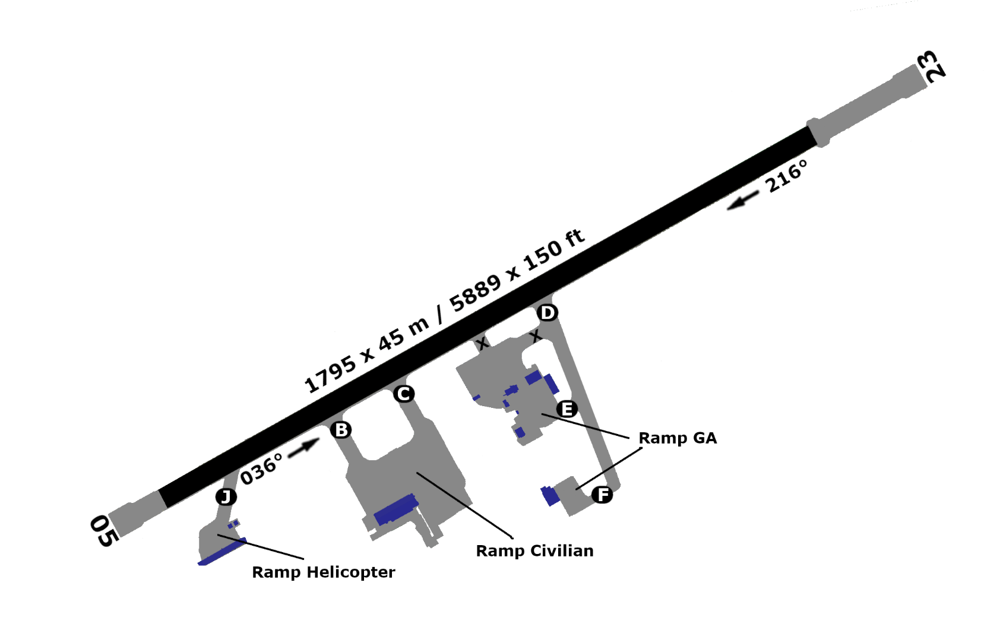 23
216°
1795 x 45 m / 5889 x 150 ft
D
x
x
C
E
B
036°
Ramp GA
J
F
05
Ramp Civilian
Ramp Helicopter